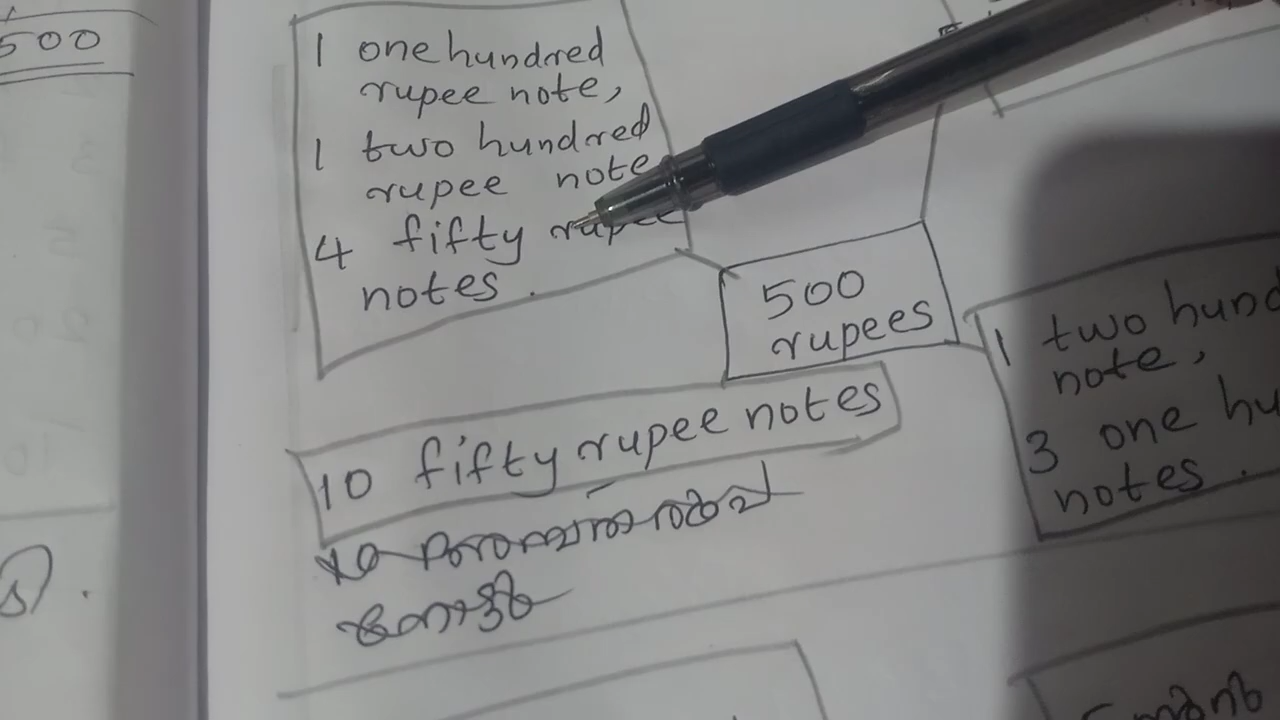 500
1 one hundred
rupee note,
1 two hundred
rupee note
4 fifty rupee
notes.
500
rupees
10 fifty rupee notes
1 two
note,
3 one
notes.